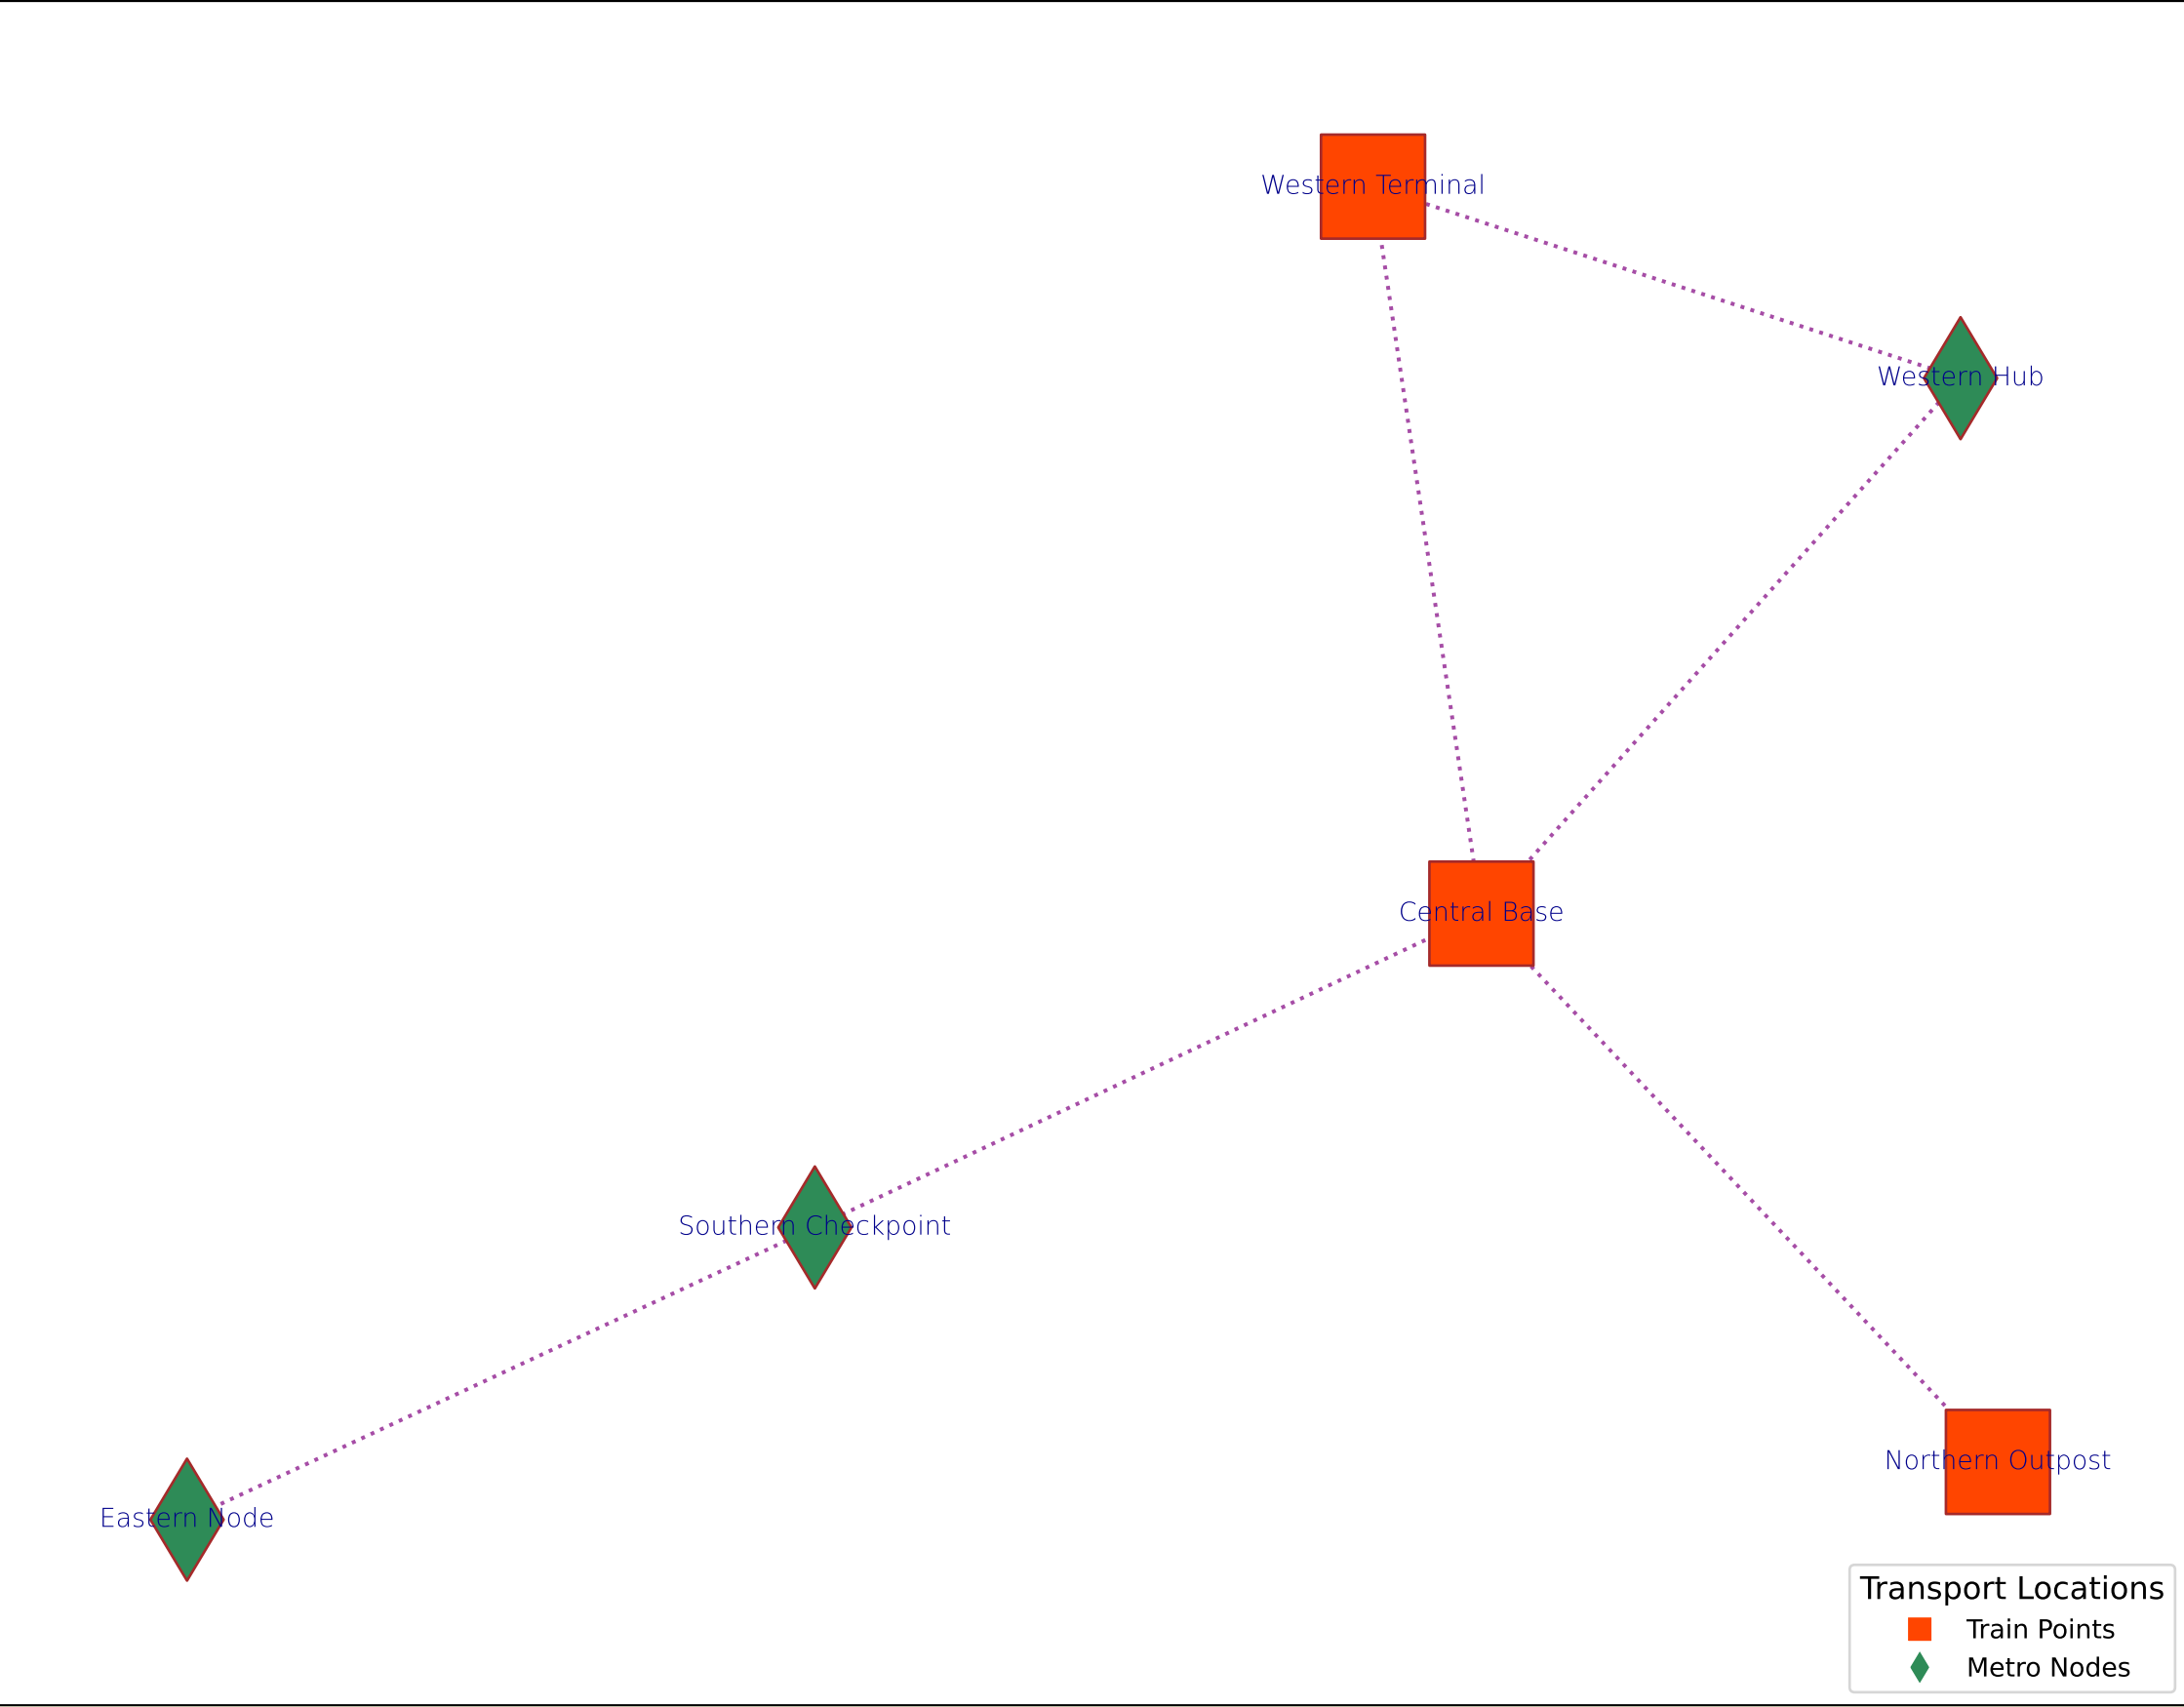 Western Terminal
Western Hub
Central Base
Southern Checkpoint
Northern Outpost
Eastern Node
Transport Locations
Train Points
Metro Nodes